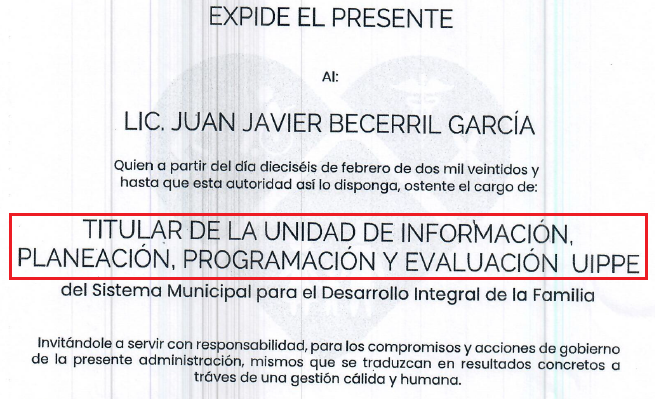 EXPIDE EL PRESENTE
Al:
LIC. JUAN JAVIER BECERRIL GARCÍA
Quien a partir del día dieciséis de febrero de dos mil veintidos y
hasta que esta autoridad así lo disponga, ostente el cargo de:
TITULAR DE LA UNIDAD DE INFORMACIÓN,
PLANEACIÓN, PROGRAMACIÓN Y EVALUACIÓN UIPPE
del Sistema Municipal para el Desarrollo Integral de la Familia
Invitándole a servir con responsabilidad, para los compromisos y acciones de gobierno
de la presente administración, mismos que se traduzcan en resultados concretos a
tráves de una gestión cálida y humana.